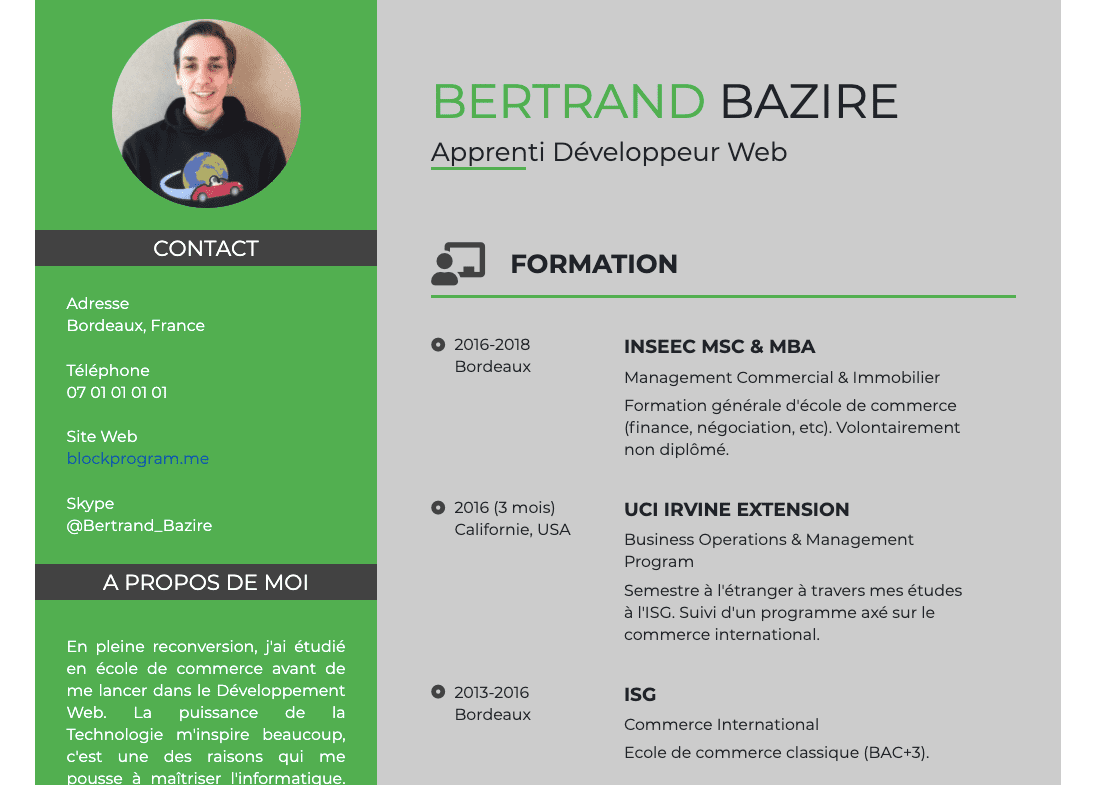 BERTRAND BAZIRE
Apprenti Développeur Web
CONTACT
Adresse
Bordeaux, France
Téléphone
07 01 01 01 01
Site Web
blockprogram.me
Skype
@Bertrand_Bazire
A PROPOS DE MOI
En pleine reconversion, j'ai étudié
en école de commerce avant de
me lancer dans le Développement
Web. La puissance de la
Technologie m'inspire beaucoup,
c'est une des raisons qui me
pousse à maîtriser l'informatique.
FORMATION
2016-2018
Bordeaux
INSEEC MSC & MBA
Management Commercial & Immobilier
Formation générale d'école de commerce
(finance, négociation, etc). Volontairement
non diplômé.
2016 (3 mois)
Californie, USA
UCI IRVINE EXTENSION
Business Operations & Management
Program
Semestre à l'étranger à travers mes études
à l'ISG. Suivi d'un programme axé sur le
commerce international.
2013-2016
Bordeaux
ISG
Commerce International
Ecole de commerce classique (BAC+3).